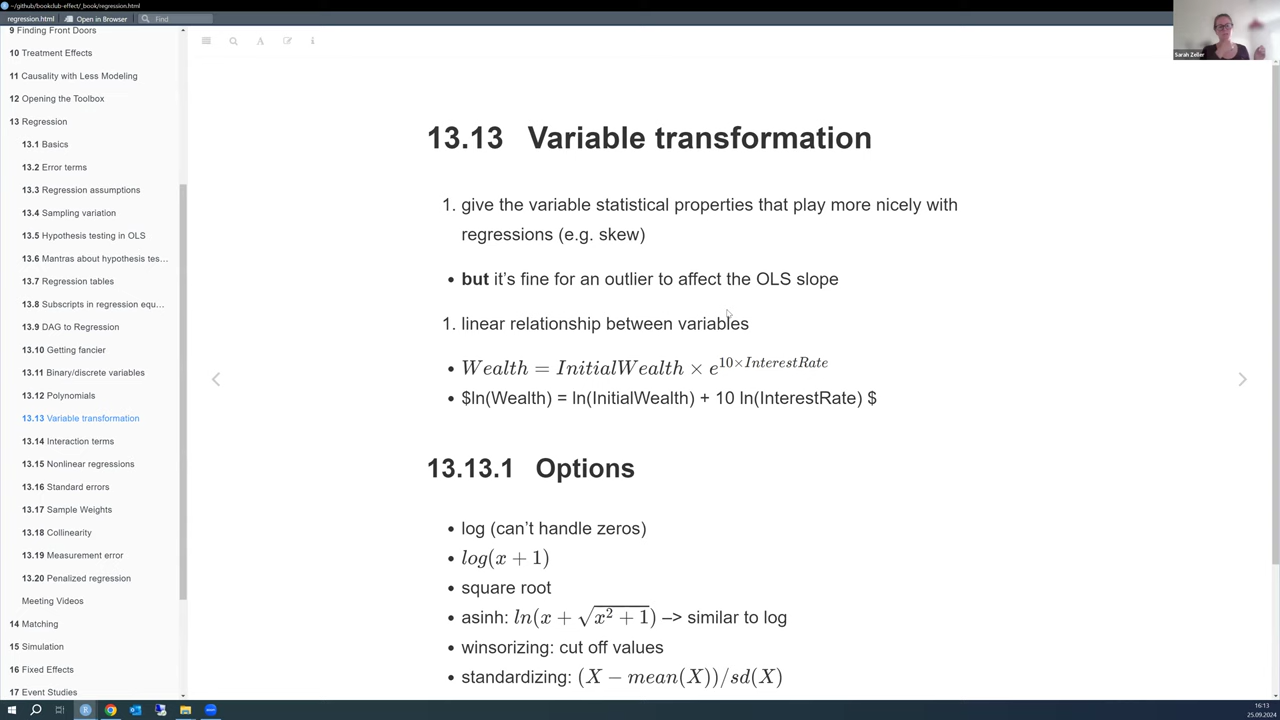 ~/github/bookclub-effect/_book/regression.html
regression.html
Open in Browser
Find
Sarah Zeller
9 Finding Front Doors
10 Treatment Effects
11 Causality with Less Modeling
12 Opening the Toolbox
13 Regression
13.1 Basics
13.2 Error terms
13.3 Regression assumptions
13.4 Sampling variation
13.5 Hypothesis testing in OLS
13.6 Mantras about hypothesis tes...
13.7 Regression tables
13.8 Subscripts in regression equ...
13.9 DAG to Regression
13.10 Getting fancier
13.11 Binary/discrete variables
13.12 Polynomials
13.13 Variable transformation
13.14 Interaction terms
13.15 Nonlinear regressions
13.16 Standard errors
13.17 Sample Weights
13.18 Collinearity
13.19 Measurement error
13.20 Penalized regression
Meeting Videos
14 Matching
15 Simulation
16 Fixed Effects
17 Event Studies
13.13 Variable transformation
1. give the variable statistical properties that play more nicely with
regressions (e.g. skew)
• but it's fine for an outlier to affect the OLS slope
1. linear relationship between variables
• Wealth = InitialWealth × e^{10×InterestRate}
• $ln(Wealth) = ln(InitialWealth) + 10 ln(InterestRate) $
13.13.1 Options
• log (can't handle zeros)
• log(x + 1)
• square root
• asinh: ln(x + √(x² + 1)) –> similar to log
• winsorizing: cut off values
• standardizing: (X − mean(X))/sd(X)
16:13
25.09.2024